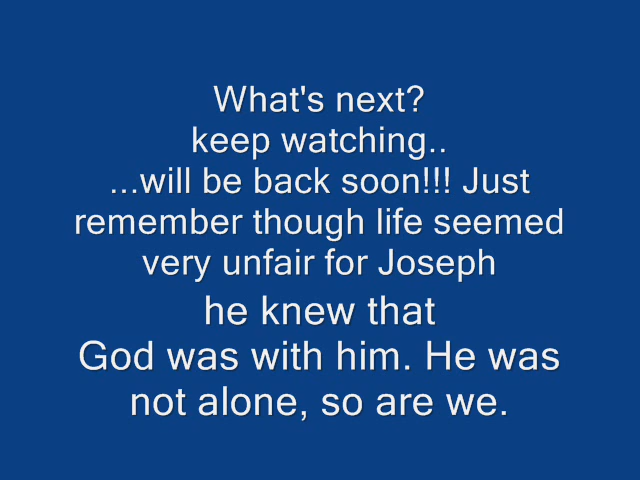 What's next?
keep watching..
...will be back soon!!! Just
remember though life seemed
very unfair for Joseph
he knew that
God was with him. He was
not alone, so are we.